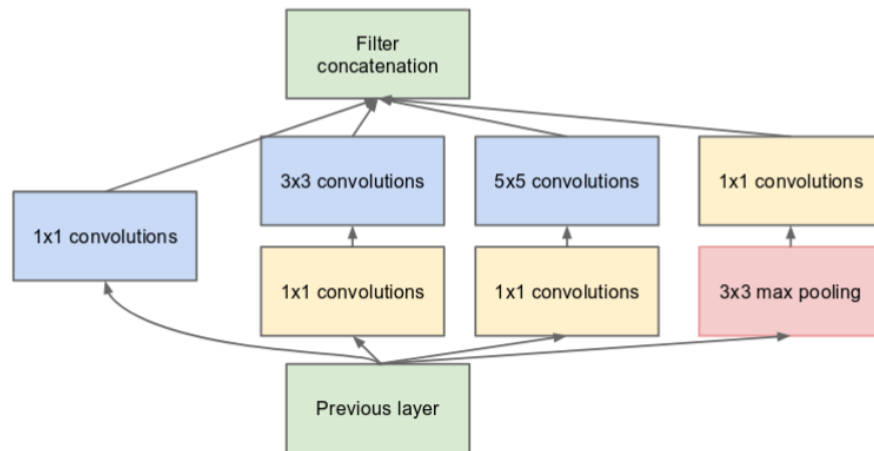 Filter
concatenation
3x3 convolutions
5x5 convolutions
1x1 convolutions
1x1 convolutions
1x1 convolutions
1x1 convolutions
3x3 max pooling
Previous layer